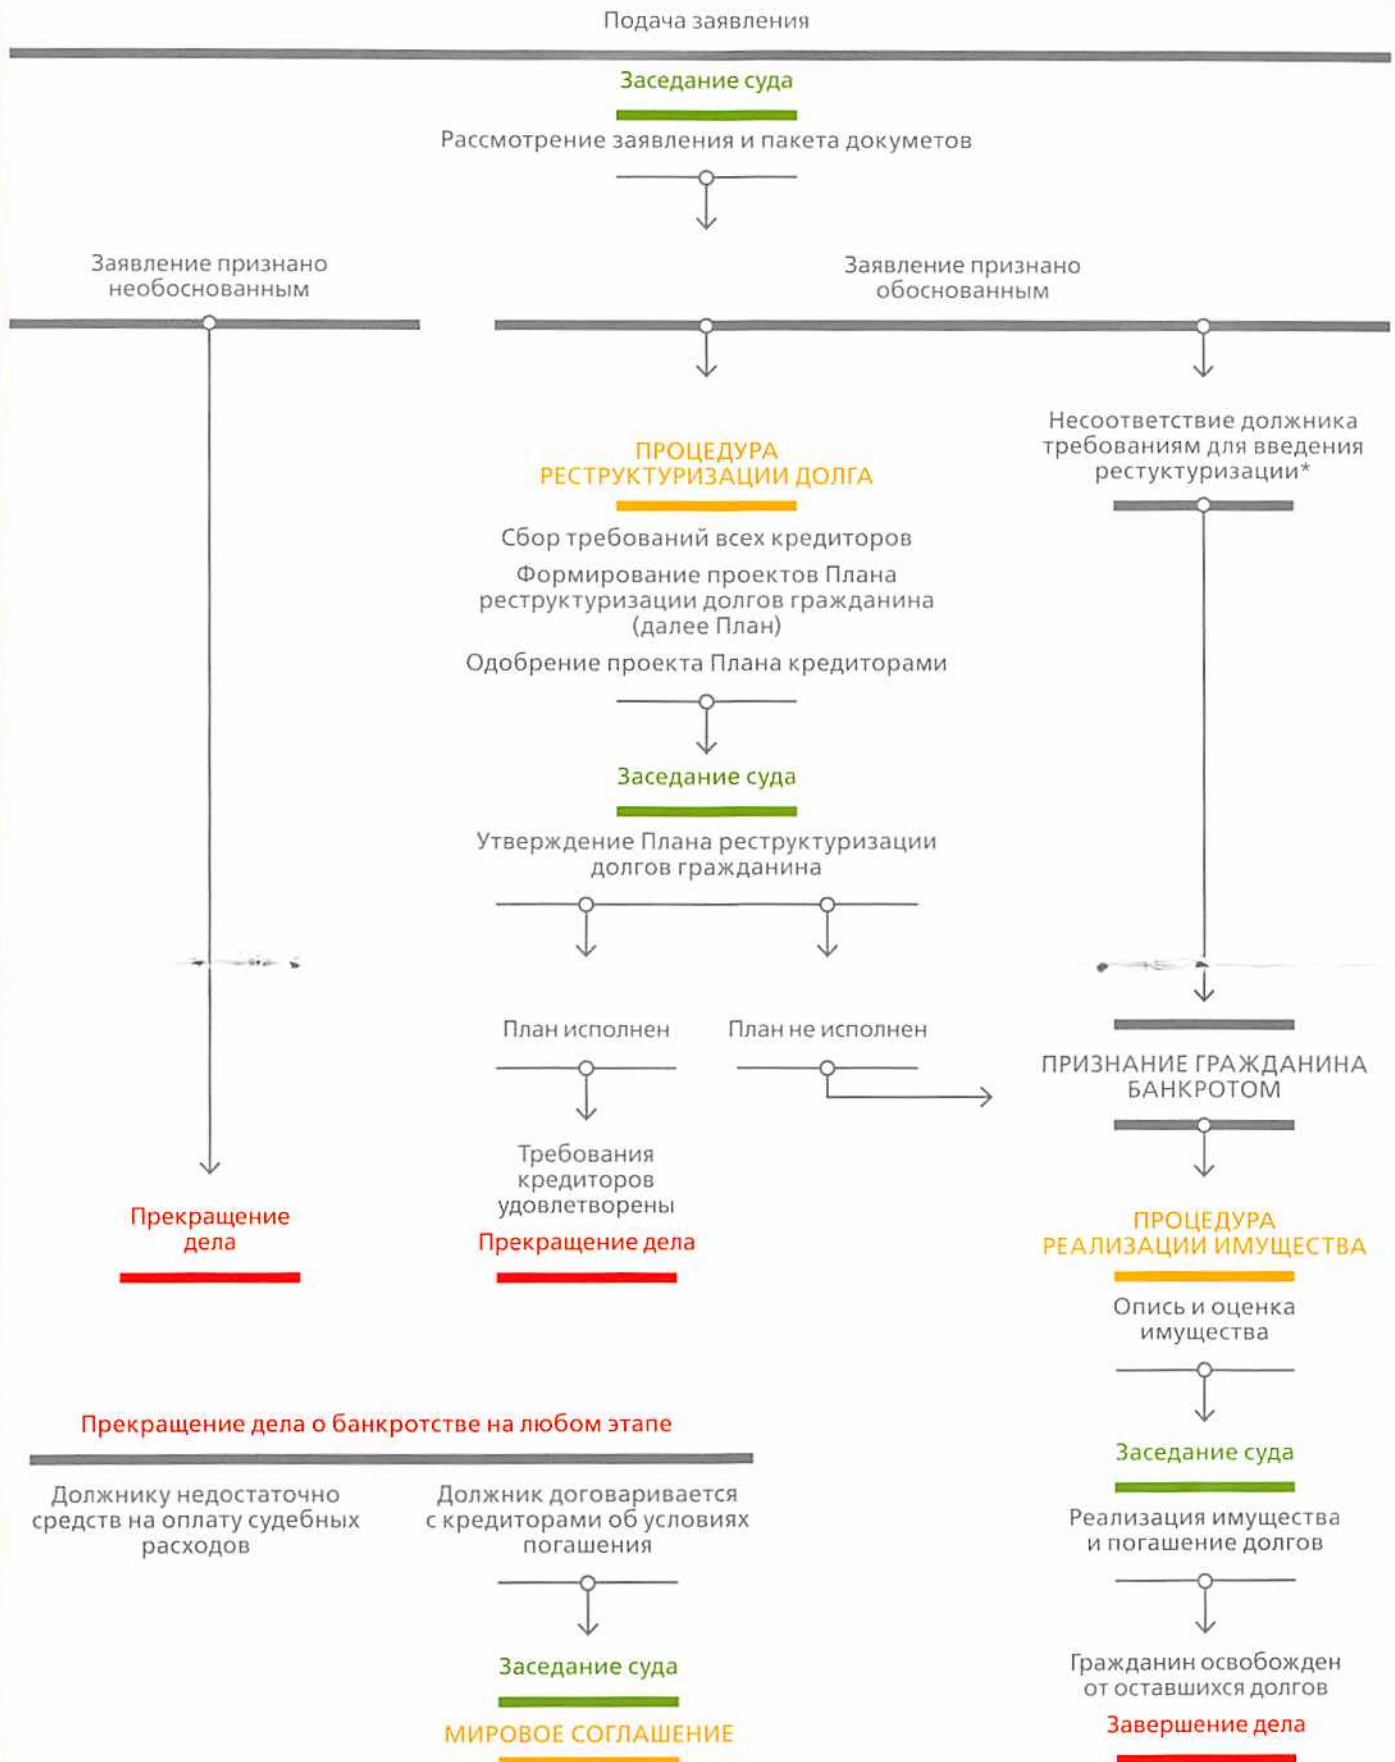 Подача заявления
Заседание суда
Рассмотрение заявления и пакета докуметов
Заявление признано
необоснованным
Заявление признано
обоснованным
ПРОЦЕДУРА
РЕСТРУКТУРИЗАЦИИ ДОЛГА
Сбор требований всех кредиторов
Формирование проектов Плана
реструктуризации долгов гражданина
(далее План)
Одобрение проекта Плана кредиторами
Заседание суда
Утверждение Плана реструктуризации
долгов гражданина
План исполнен
План не исполнен
Требования
кредиторов
удовлетворены
Прекращение дела
Прекращение
дела
Несоответствие должника
требованиям для введения
рестуктуризации*
ПРИЗНАНИЕ ГРАЖДАНИНА
БАНКРОТОМ
ПРОЦЕДУРА
РЕАЛИЗАЦИИ ИМУЩЕСТВА
Опись и оценка
имущества
Заседание суда
Реализация имущества
и погашение долгов
Гражданин освобожден
от оставшихся долгов
Завершение дела
Прекращение дела о банкротстве на любом этапе
Должнику недостаточно
средств на оплату судебных
расходов
Должник договаривается
с кредиторами об условиях
погашения
Заседание суда
МИРОВОЕ СОГЛАШЕНИЕ